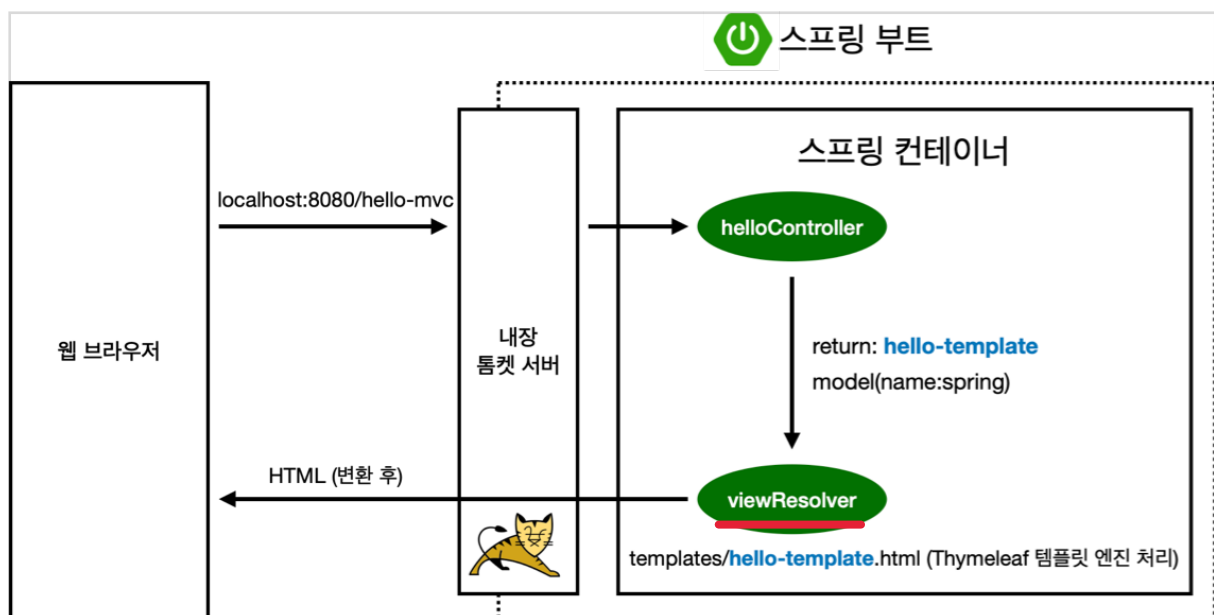 스프링 부트
스프링 컨테이너
localhost:8080/hello-mvc
helloController
웹 브라우저
내장
톰켓 서버
return: hello-template
model(name:spring)
HTML (변환 후)
viewResolver
templates/hello-template.html (Thymeleaf 템플릿 엔진 처리)